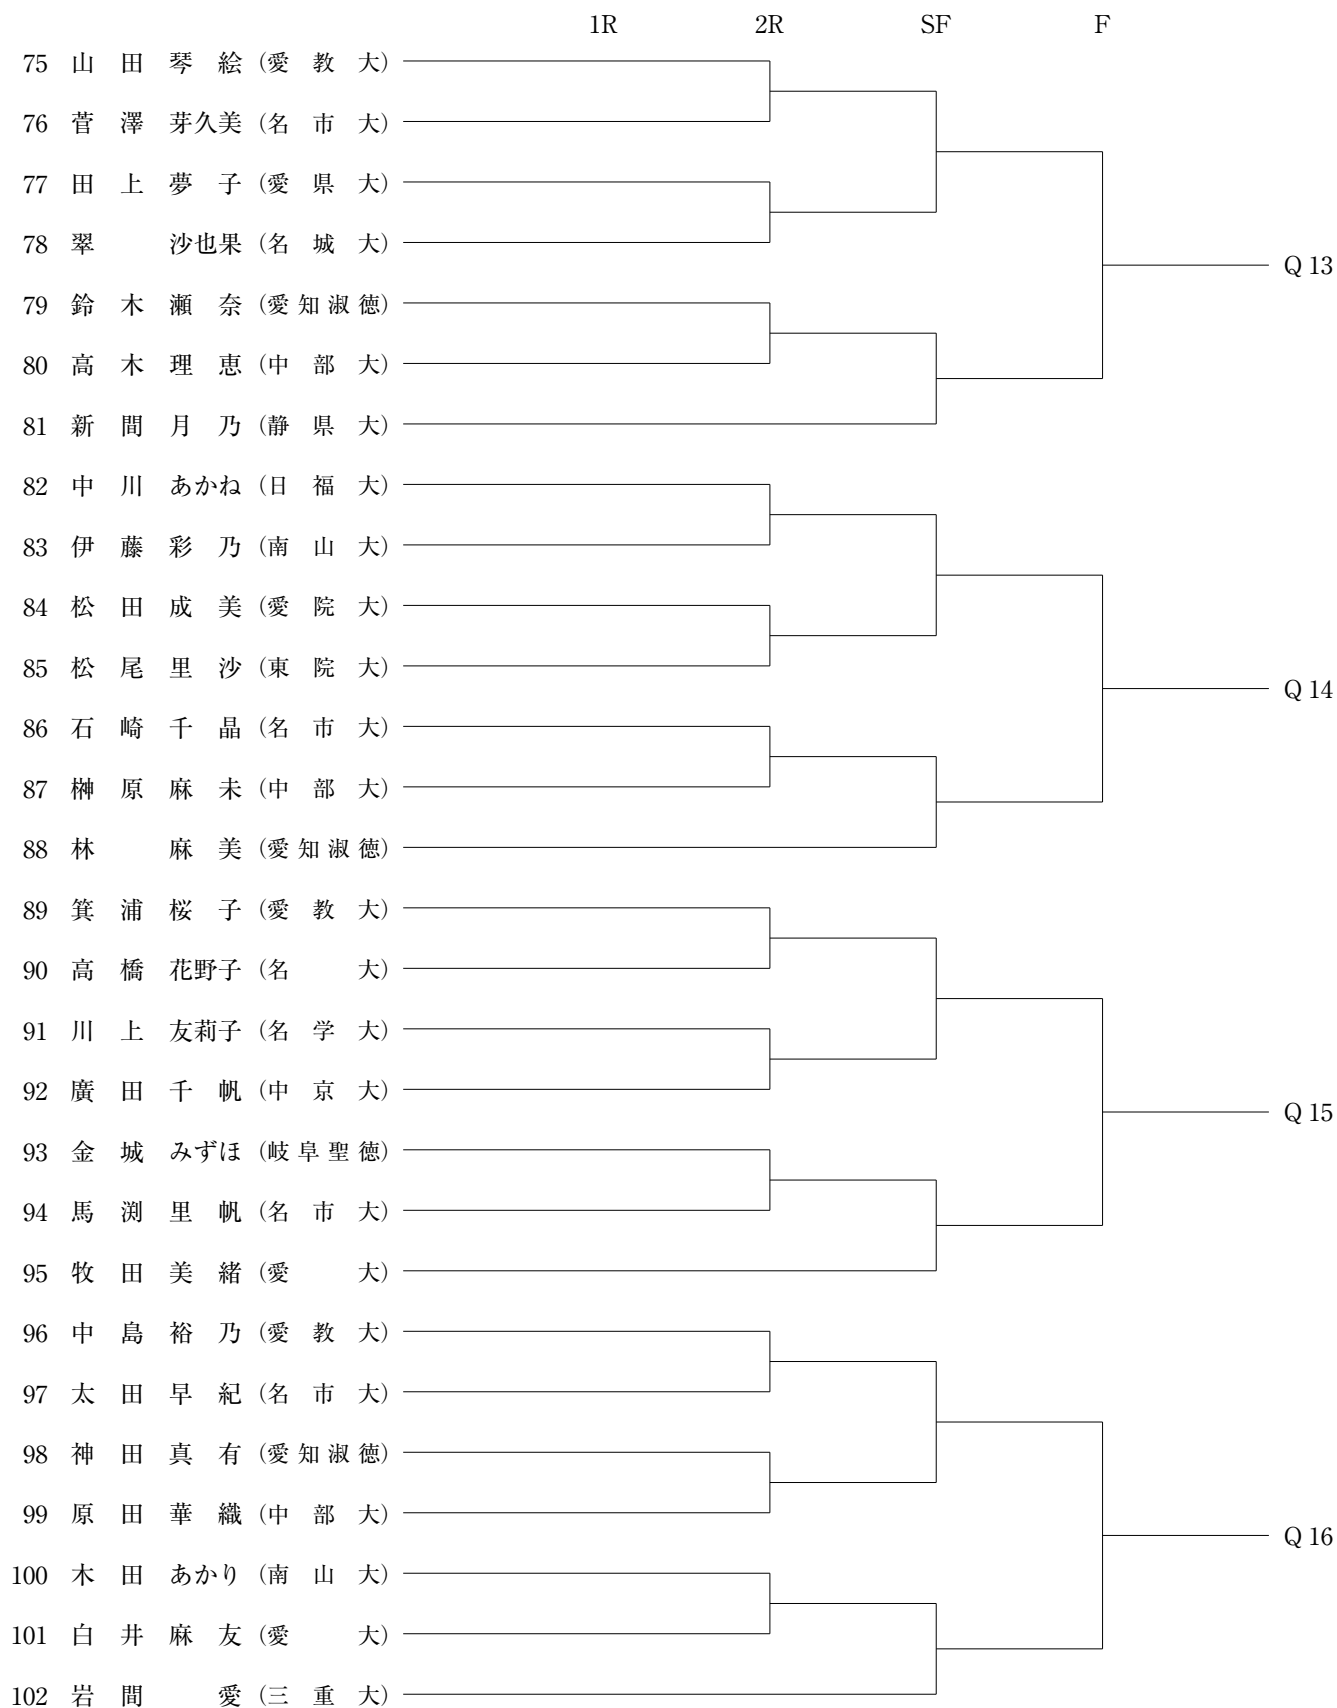 1R 2R SF F
75 山田琴絵（愛教大）
76 菅澤芽久美（名市大）
77 田上夢子（愛県大）
78 翠 沙也果（名城大）
Q 13
79 鈴木瀬奈（愛知淑徳）
80 高木理恵（中部大）
81 新間月乃（静県大）
82 中川あかね（日福大）
83 伊藤彩乃（南山大）
84 松田成美（愛院大）
85 松尾里沙（東院大）
Q 14
86 石崎千晶（名市大）
87 榊原麻未（中部大）
88 林 麻美（愛知淑徳）
89 箕浦桜子（愛教大）
90 高橋花野子（名大）
91 川上友莉子（名学大）
92 廣田千帆（中京大）
Q 15
93 金城みずほ（岐阜聖徳）
94 馬渕里帆（名市大）
95 牧田美緒（愛大）
96 中島裕乃（愛教大）
97 太田早紀（名市大）
98 神田真有（愛知淑徳）
99 原田華織（中部大）
Q 16
100 木田あかり（南山大）
101 白井麻友（愛大）
102 岩間 愛（三重大）